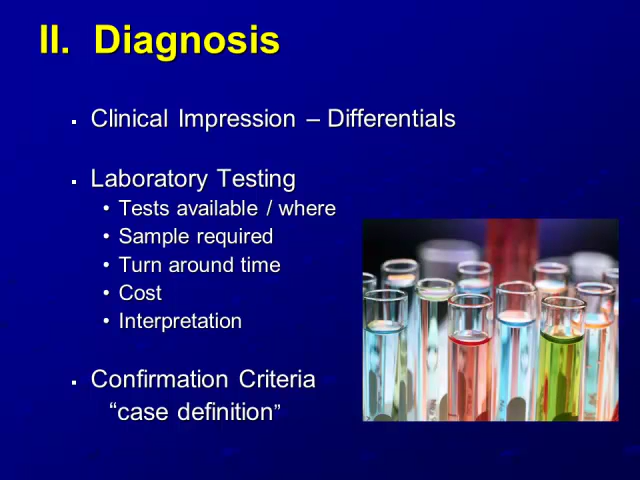 II. Diagnosis
▪ Clinical Impression – Differentials
▪ Laboratory Testing
• Tests available / where
• Sample required
• Turn around time
• Cost
• Interpretation
▪ Confirmation Criteria
“case definition”